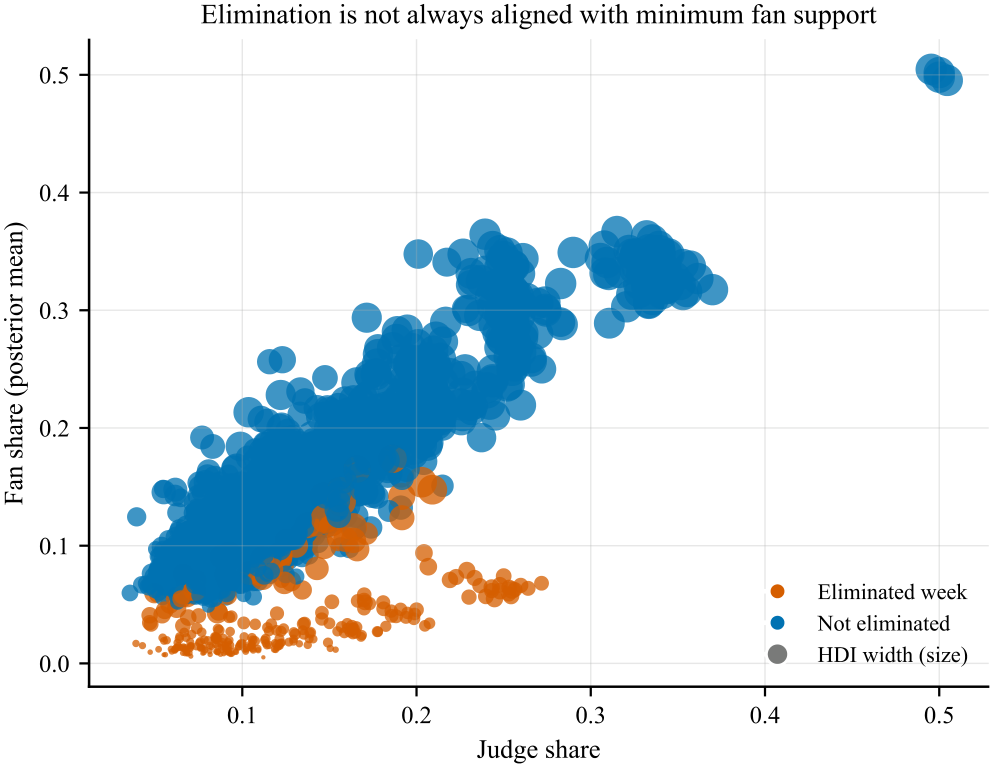 Elimination is not always aligned with minimum fan support
Fan share (posterior mean)
0.5
0.4
0.3
0.2
0.1
0.0
0.1
0.2
0.3
0.4
0.5
Judge share
Eliminated week
Not eliminated
HDI width (size)